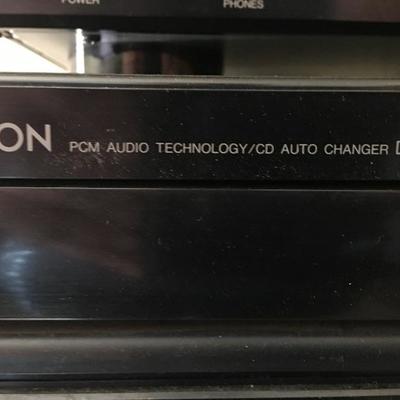 POWER PHONES
ON PCM AUDIO TECHNOLOGY/CD AUTO CHANGER